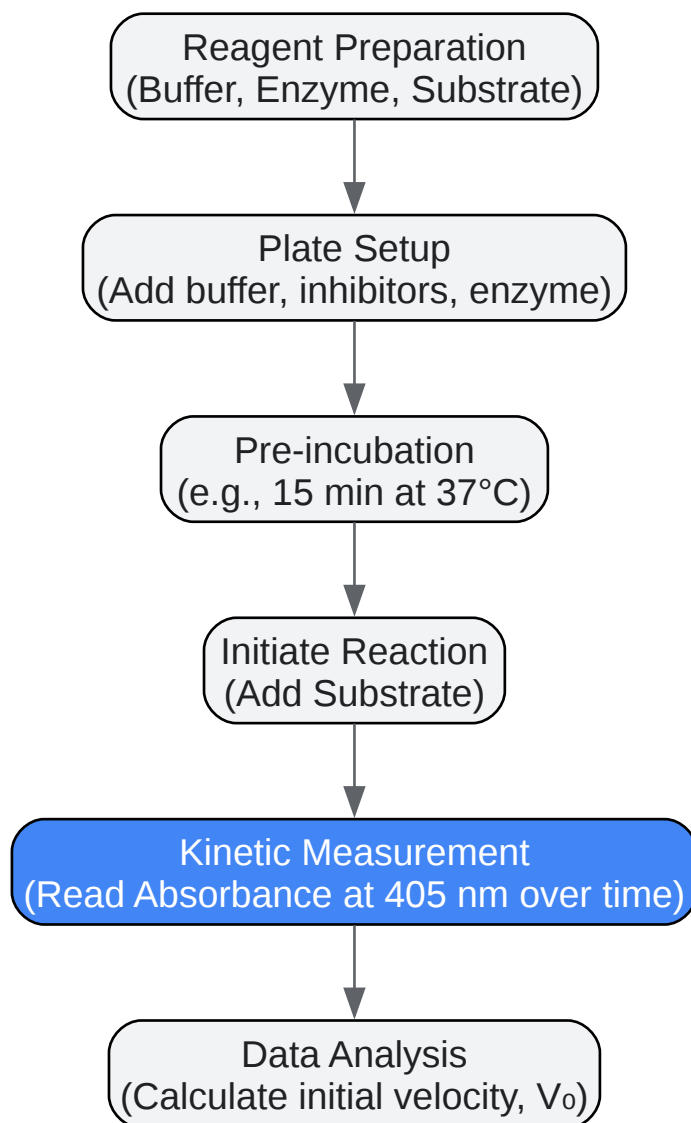 Reagent Preparation
(Buffer, Enzyme, Substrate)
Plate Setup
(Add buffer, inhibitors, enzyme)
Pre-incubation
(e.g., 15 min at 37°C)
Initiate Reaction
(Add Substrate)
Kinetic Measurement
(Read Absorbance at 405 nm over time)
Data Analysis
(Calculate initial velocity, V₀)